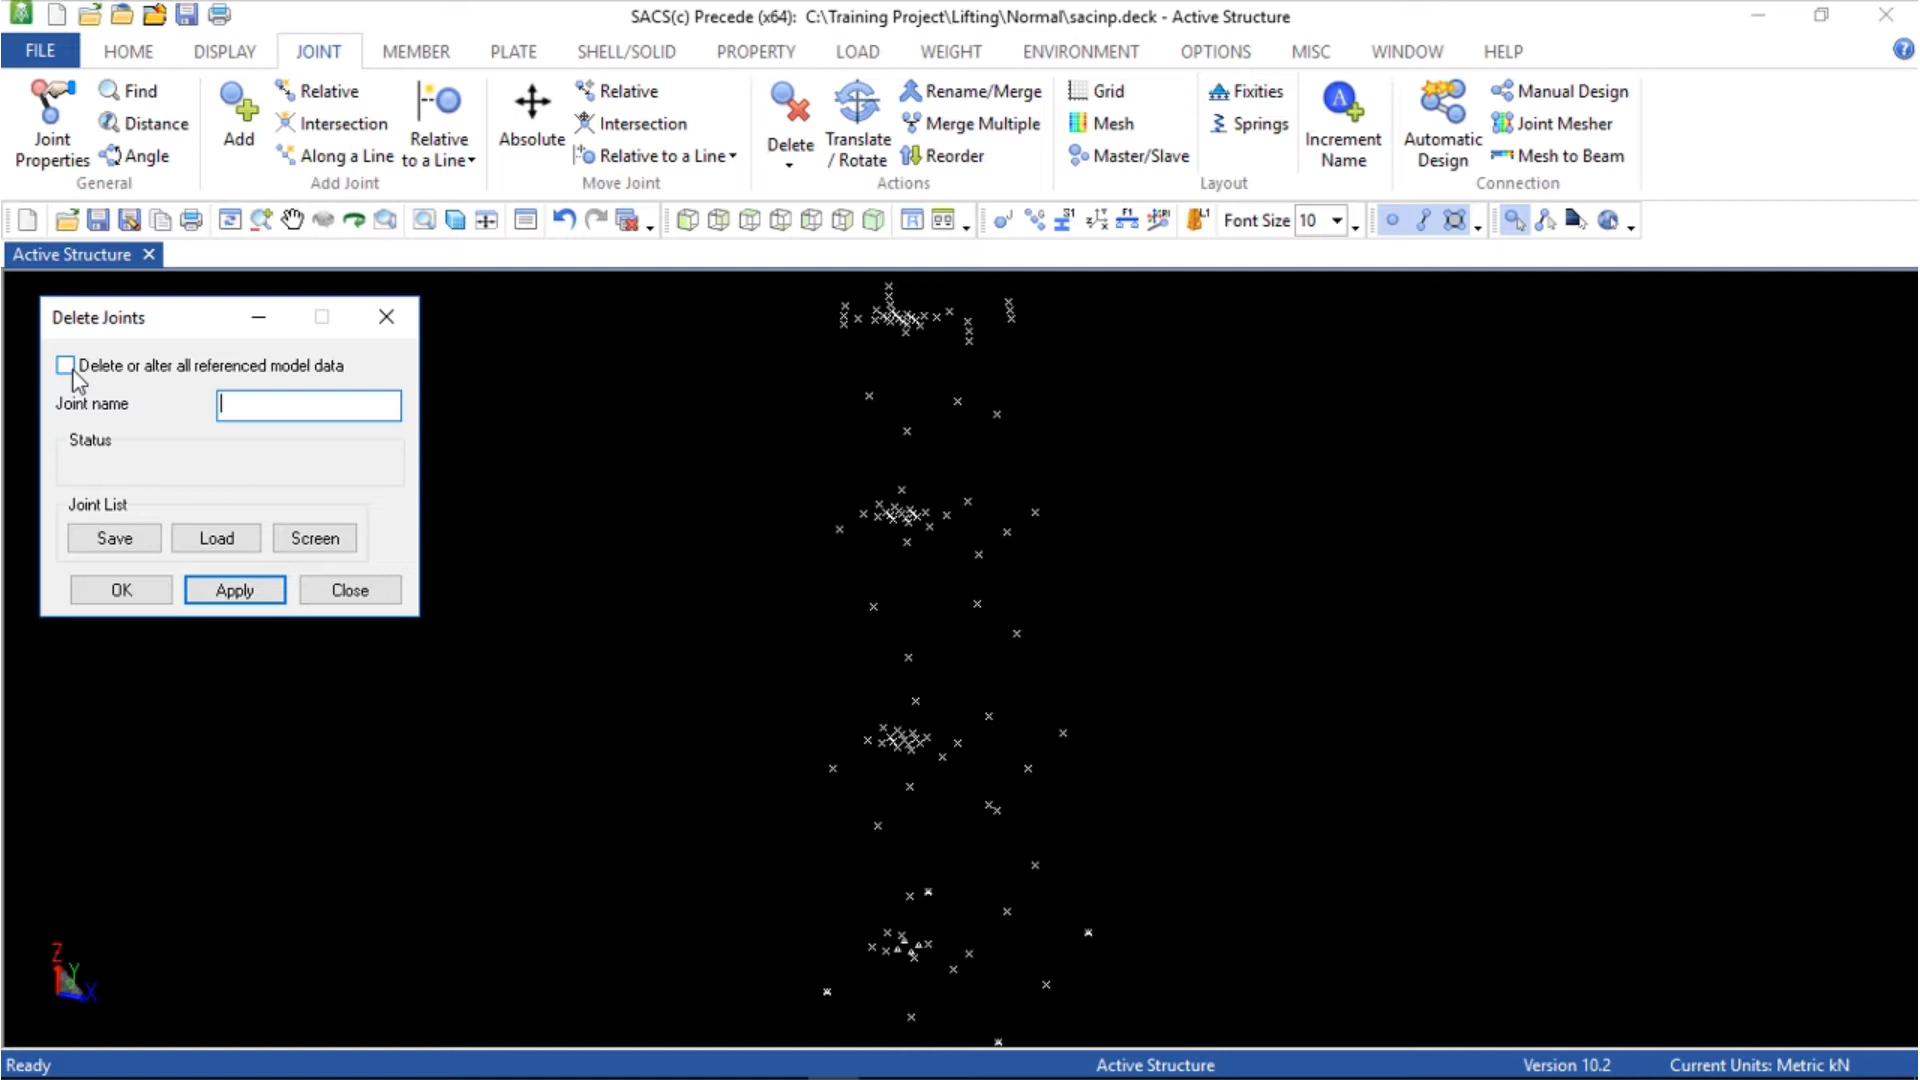 SACS(c) Precede (x64): C:\Training Project\Lifting\Normal\sacinp.deck - Active Structure
FILE HOME DISPLAY JOINT MEMBER PLATE SHELL/SOLID PROPERTY LOAD WEIGHT ENVIRONMENT OPTIONS MISC WINDOW HELP
Joint Properties
Find
Distance
Angle
General
Add
Relative
Intersection
Along a Line
Relative to a Line
Add Joint
Absolute
Relative
Intersection
Relative to a Line
Move Joint
Delete
Translate / Rotate
Rename/Merge
Merge Multiple
Reorder
Actions
Grid
Mesh
Master/Slave
Fixities
Springs
Layout
Increment Name
Automatic Design
Manual Design
Joint Mesher
Mesh to Beam
Connection
Font Size 10
Active Structure
Delete Joints
Delete or alter all referenced model data
Joint name
Status
Joint List
Save Load Screen
OK Apply Close
Z
Y
X
Ready Active Structure Version 10.2 Current Units: Metric kN